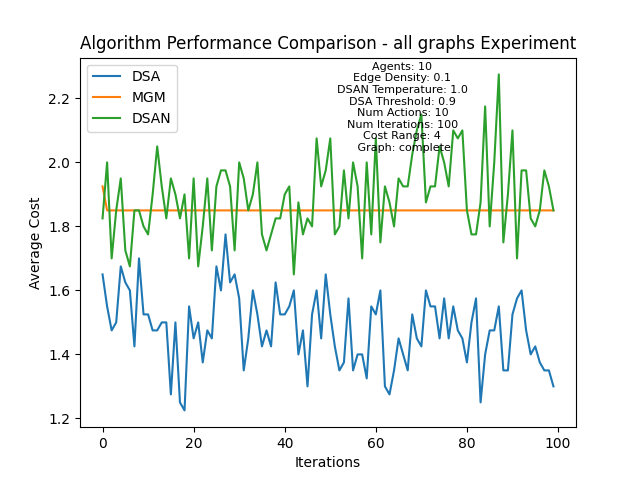 Algorithm Performance Comparison - all graphs Experiment
DSA
MGM
DSAN
Agents: 10
Edge Density: 0.1
DSAN Temperature: 1.0
DSA Threshold: 0.9
Num Actions: 10
Num Iterations: 100
Cost Range: 4
Graph: complete
2.2
2.0
1.8
1.6
1.4
1.2
Average Cost
0 20 40 60 80 100
Iterations